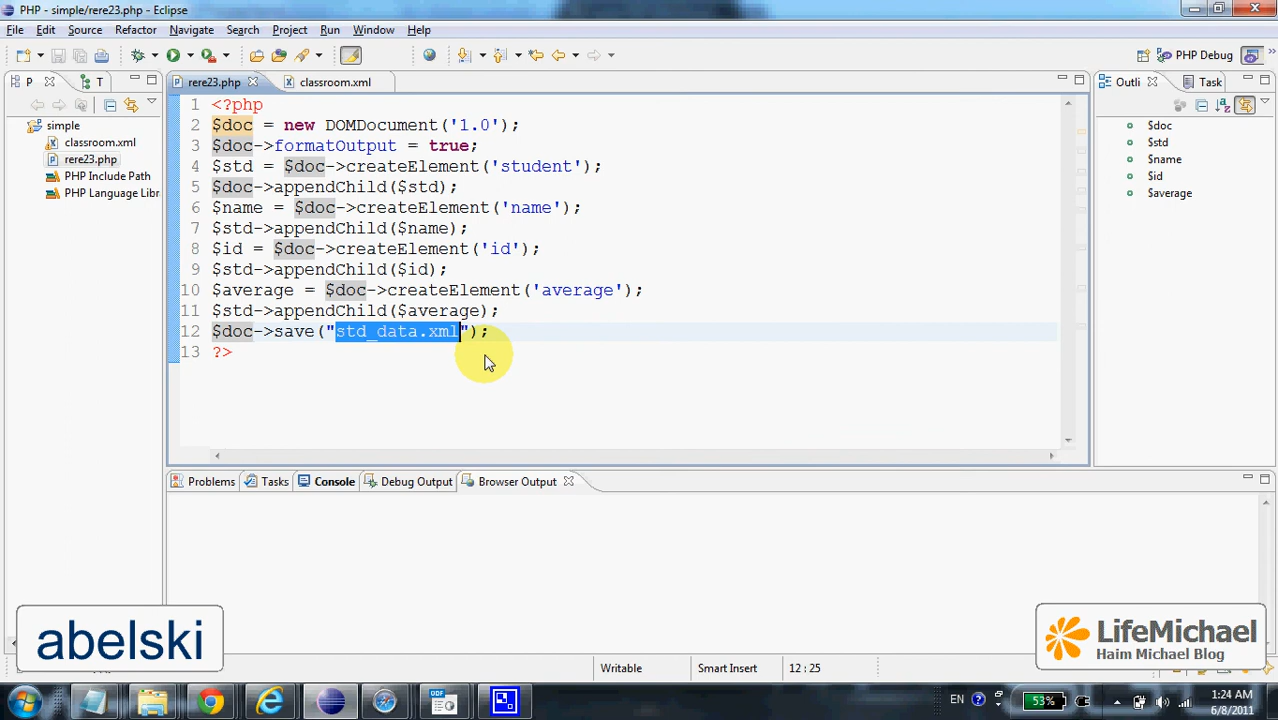 PHP - simple/rere23.php - Eclipse
File Edit Source Refactor Navigate Search Project Run Window Help
PHP Debug
P T
rere23.php classroom.xml
Outli Task
simple
classroom.xml
rere23.php
PHP Include Path
PHP Language Libr
1 <?php
2 $doc = new DOMDocument('1.0');
3 $doc->formatOutput = true;
4 $std = $doc->createElement('student');
5 $doc->appendChild($std);
6 $name = $doc->createElement('name');
7 $std->appendChild($name);
8 $id = $doc->createElement('id');
9 $std->appendChild($id);
10 $average = $doc->createElement('average');
11 $std->appendChild($average);
12 $doc->save("std_data.xml");
13 ?>
$doc
$std
$name
$id
$average
Problems Tasks Console Debug Output Browser Output
abelski
LifeMichael
Haim Michael Blog
Writable Smart Insert 12 : 25
EN 53% 1:24 AM
6/8/2011